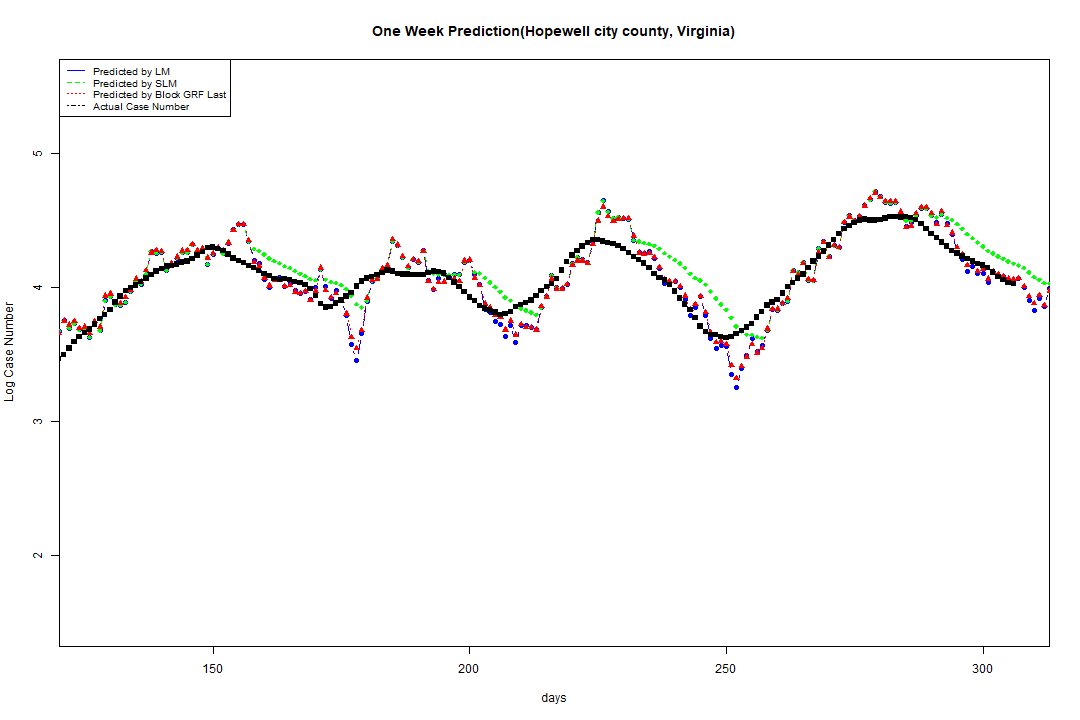 One Week Prediction(Hopewell city county, Virginia)
Predicted by LM
Predicted by SLM
Predicted by Block GRF Last
Actual Case Number
Log Case Number
5
4
3
2
150
200
250
300
days